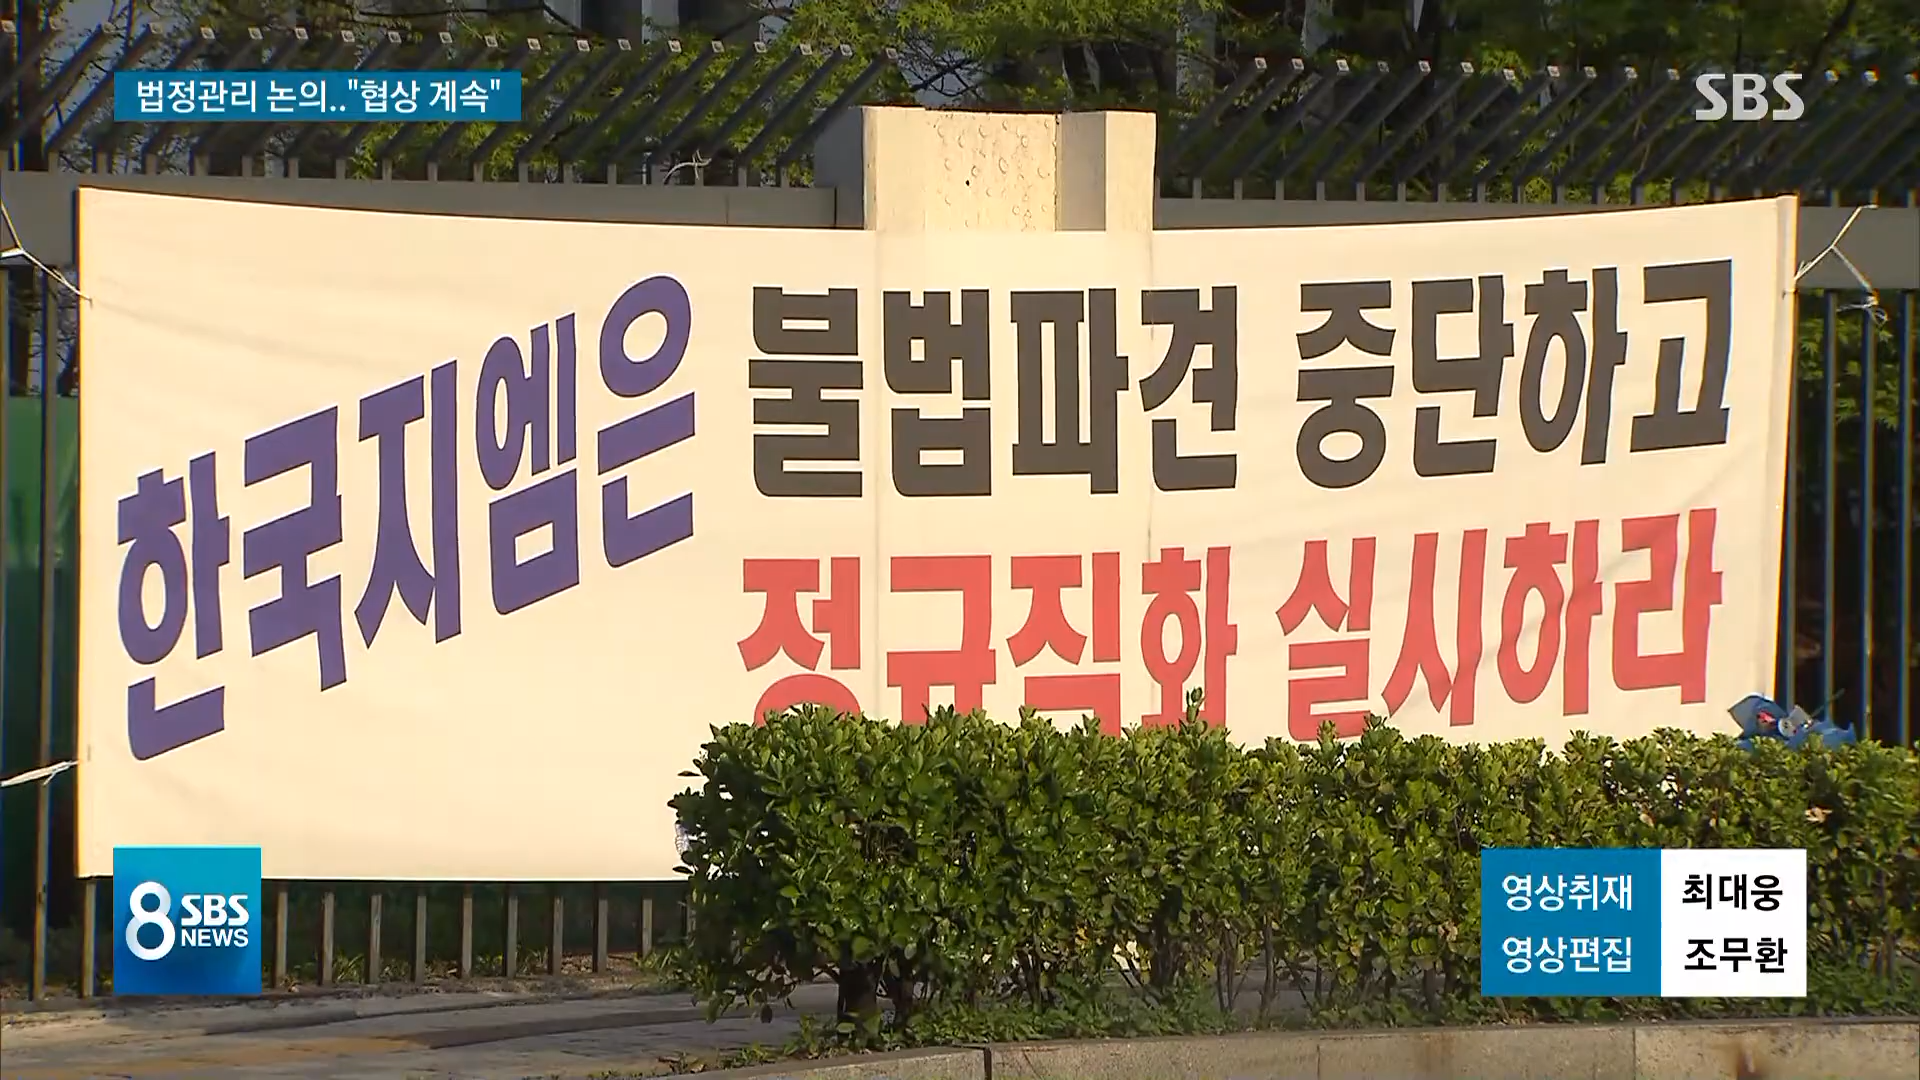 법정관리 논의.."협상 계속"
SBS
한국지엠은 불법파견 중단하고
정규직화 실시하라
8 SBS NEWS
영상취재 최대웅
영상편집 조무환